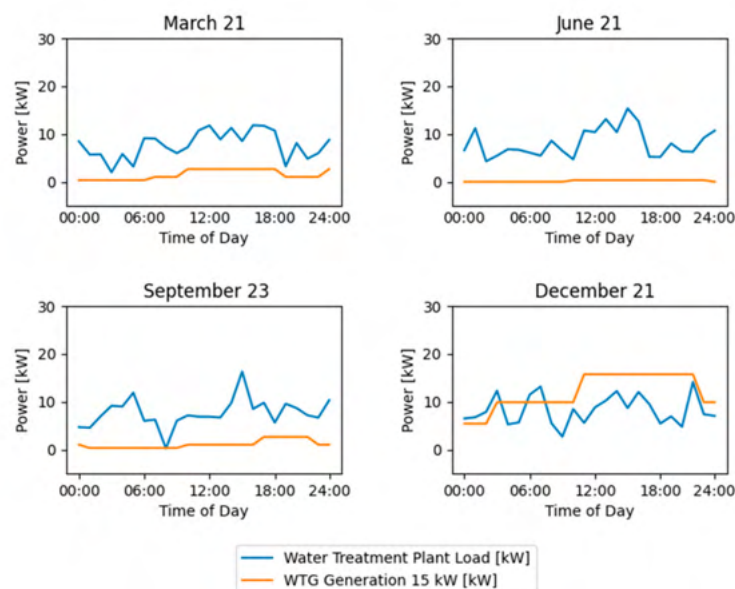 March 21
June 21
30
20
10
0
Power [kW]
00:00 06:00 12:00 18:00 24:00
Time of Day
30
20
10
0
Power [kW]
00:00 06:00 12:00 18:00 24:00
Time of Day
September 23
December 21
30
20
10
0
Power [kW]
00:00 06:00 12:00 18:00 24:00
Time of Day
30
20
10
0
Power [kW]
00:00 06:00 12:00 18:00 24:00
Time of Day
Water Treatment Plant Load [kW]
WTG Generation 15 kW [kW]